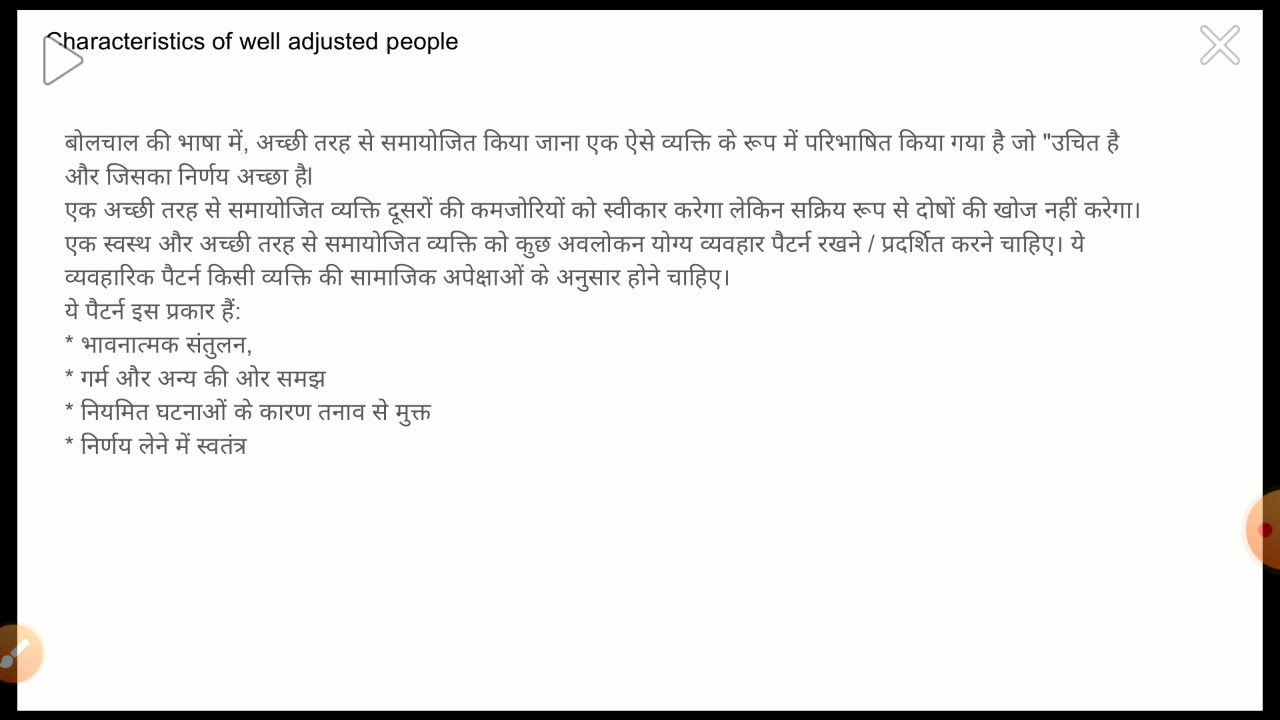 Characteristics of well adjusted people
बोलचाल की भाषा में, अच्छी तरह से समायोजित किया जाना एक ऐसे व्यक्ति के रूप में परिभाषित किया गया है जो "उचित है
और जिसका निर्णय अच्छा है।
एक अच्छी तरह से समायोजित व्यक्ति दूसरों की कमजोरियों को स्वीकार करेगा लेकिन सक्रिय रूप से दोषों की खोज नहीं करेगा।
एक स्वस्थ और अच्छी तरह से समायोजित व्यक्ति को कुछ अवलोकन योग्य व्यवहार पैटर्न रखने / प्रदर्शित करने चाहिए। ये
व्यवहारिक पैटर्न किसी व्यक्ति की सामाजिक अपेक्षाओं के अनुसार होने चाहिए।
ये पैटर्न इस प्रकार हैं:
* भावनात्मक संतुलन,
* गर्म और अन्य की ओर समझ
* नियमित घटनाओं के कारण तनाव से मुक्त
* निर्णय लेने में स्वतंत्र